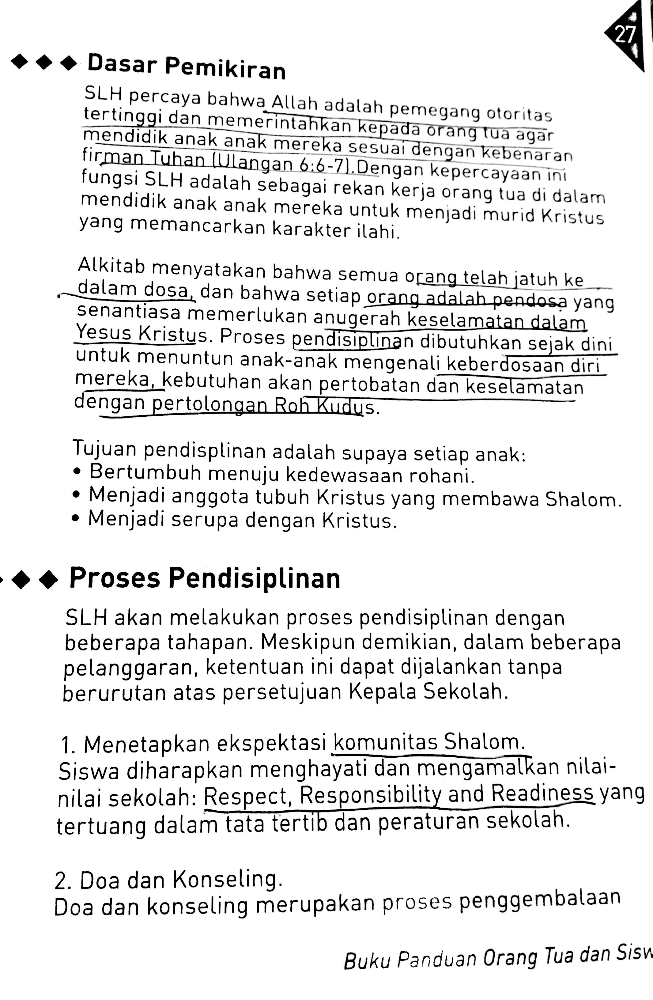 27
Dasar Pemikiran
SLH percaya bahwa Allah adalah pemegang otoritas
tertinggi dan memerintahkan kepada orang tua agar
mendidik anak anak mereka sesuai dengan kebenaran
firman Tuhan (Ulangan 6:6-7).Dengan kepercayaan ini
fungsi SLH adalah sebagai rekan kerja orang tua di dalam
mendidik anak anak mereka untuk menjadi murid Kristus
yang memancarkan karakter ilahi.
Alkitab menyatakan bahwa semua orang telah jatuh ke
dalam dosa, dan bahwa setiap orang adalah pendosa yang
senantiasa memerlukan anugerah keselamatan dalam
Yesus Kristus. Proses pendisiplinan dibutuhkan sejak dini
untuk menuntun anak-anak mengenali keberdosaan diri
mereka, kebutuhan akan pertobatan dan keselamatan
dengan pertolongan Roh Kudus.
Tujuan pendisplinan adalah supaya setiap anak:
• Bertumbuh menuju kedewasaan rohani.
• Menjadi anggota tubuh Kristus yang membawa Shalom.
• Menjadi serupa dengan Kristus.
Proses Pendisiplinan
SLH akan melakukan proses pendisiplinan dengan
beberapa tahapan. Meskipun demikian, dalam beberapa
pelanggaran, ketentuan ini dapat dijalankan tanpa
berurutan atas persetujuan Kepala Sekolah.
1. Menetapkan ekspektasi komunitas Shalom.
Siswa diharapkan menghayati dan mengamalkan nilai-
nilai sekolah: Respect, Responsibility and Readiness yang
tertuang dalam tata tertib dan peraturan sekolah.
2. Doa dan Konseling.
Doa dan konseling merupakan proses penggembalaan
Buku Panduan Orang Tua dan Sisw